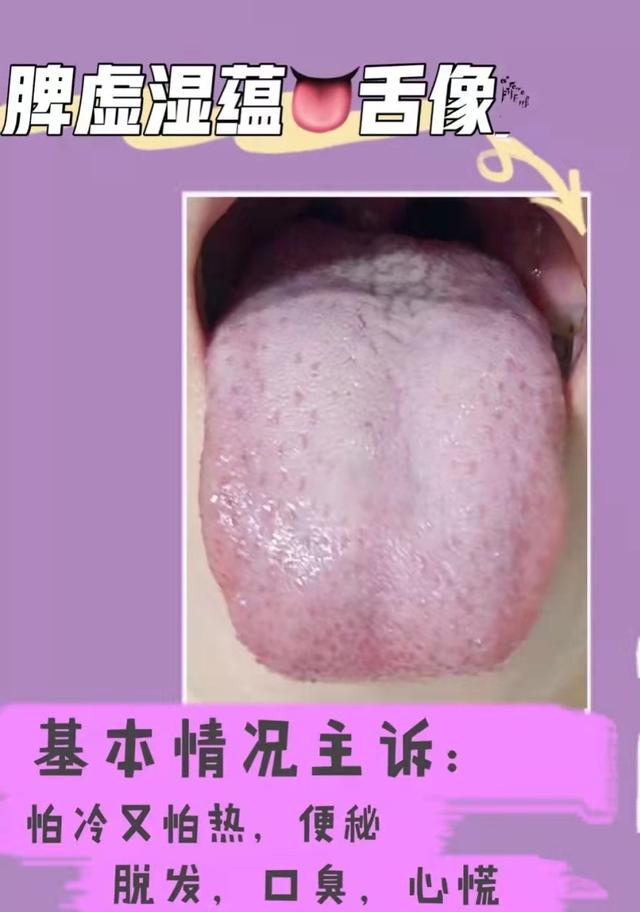 脾虚湿蕴👅舌像
基本情况主诉：
怕冷又怕热，便秘
脱发，口臭，心慌